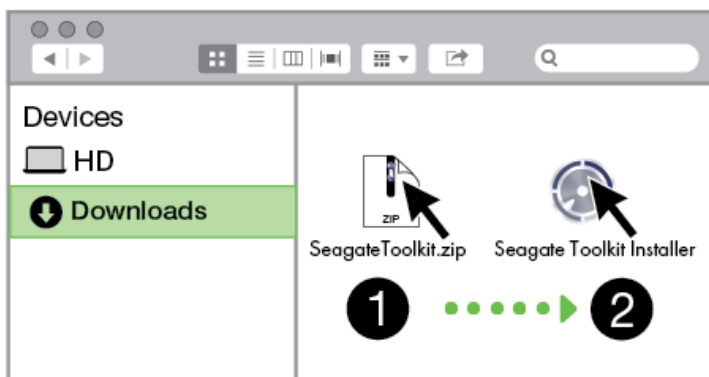 Devices
HD
Downloads
ZIP
SeagateToolkit.zip
Seagate Toolkit Installer
1
2